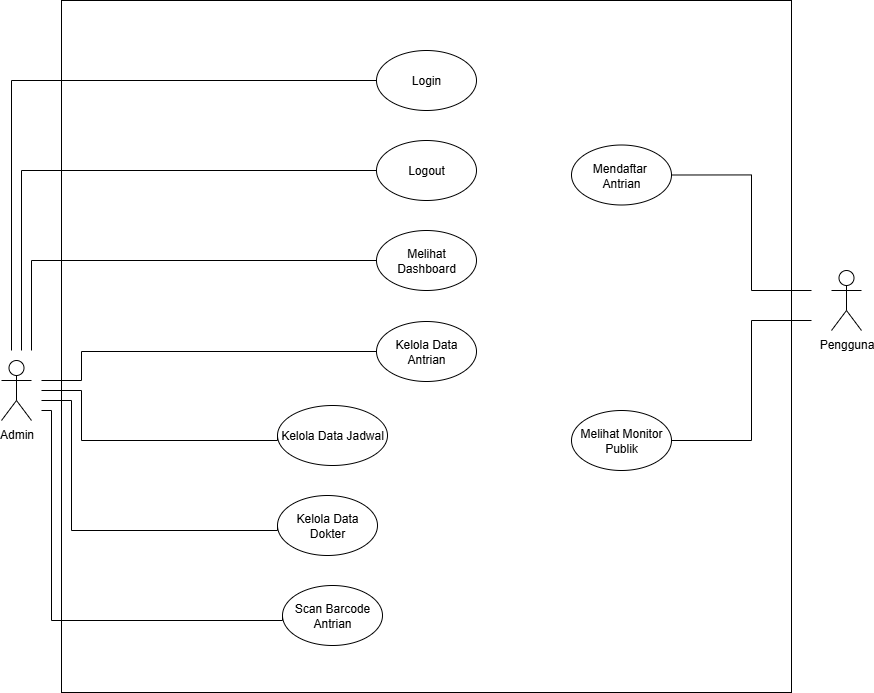 Login
Logout
Melihat
Dashboard
Kelola Data
Antrian
Kelola Data Jadwal
Kelola Data
Dokter
Scan Barcode
Antrian
Admin
Mendaftar
Antrian
Melihat Monitor
Publik
Pengguna